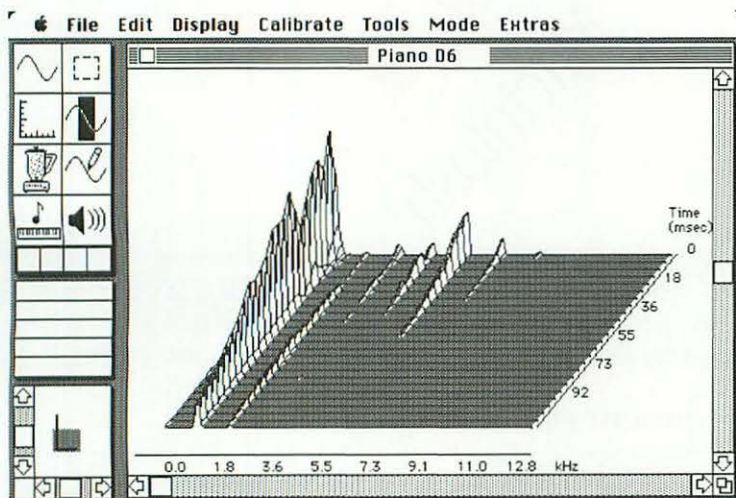 File Edit Display Calibrate Tools Mode Extras
Piano D6
Time
(msec)
0
18
36
55
73
92
0.0 1.8 3.6 5.5 7.3 9.1 11.0 12.8 kHz